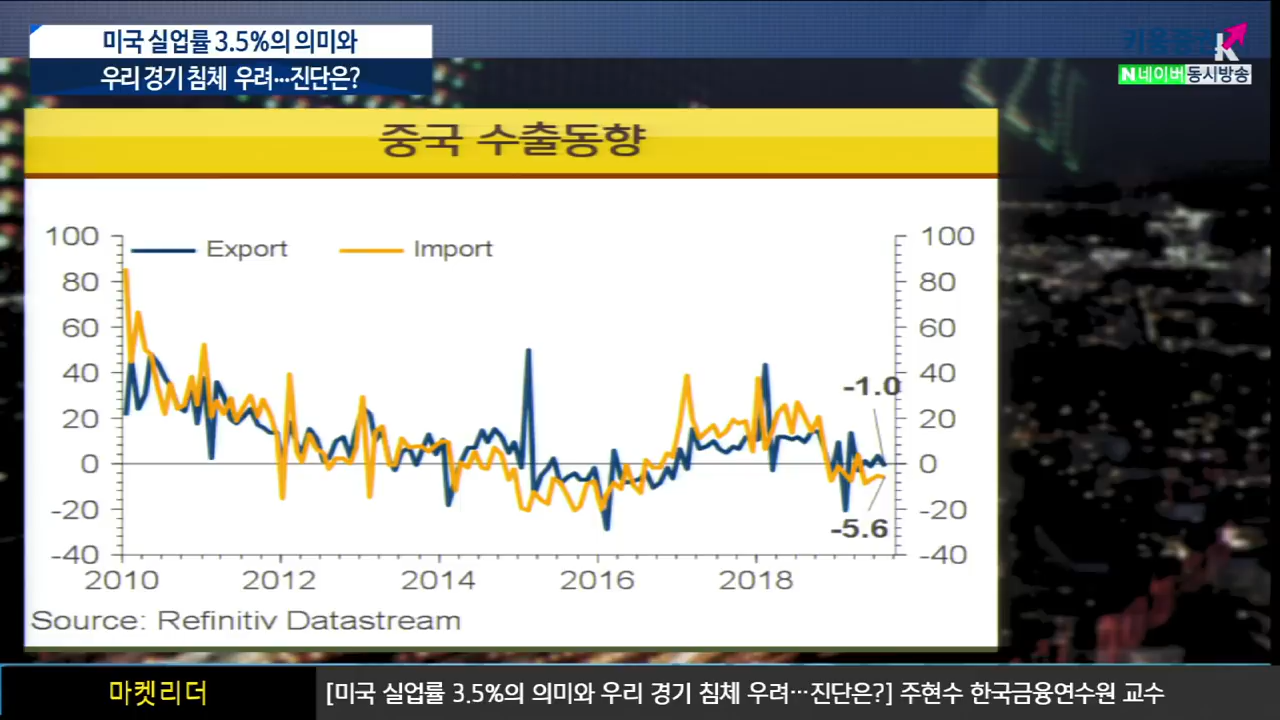 미국 실업률 3.5%의 의미와
우리 경기 침체 우려…진단은?
키움증권
N 네이버 동시방송
중국 수출동향
Export
Import
100
80
60
40
20
0
-20
-40
100
80
60
40
20
0
-20
-40
-1.0
-5.6
2010 2012 2014 2016 2018
Source: Refinitiv Datastream
마켓리더
[미국 실업률 3.5%의 의미와 우리 경기 침체 우려…진단은?] 주현수 한국금융연수원 교수